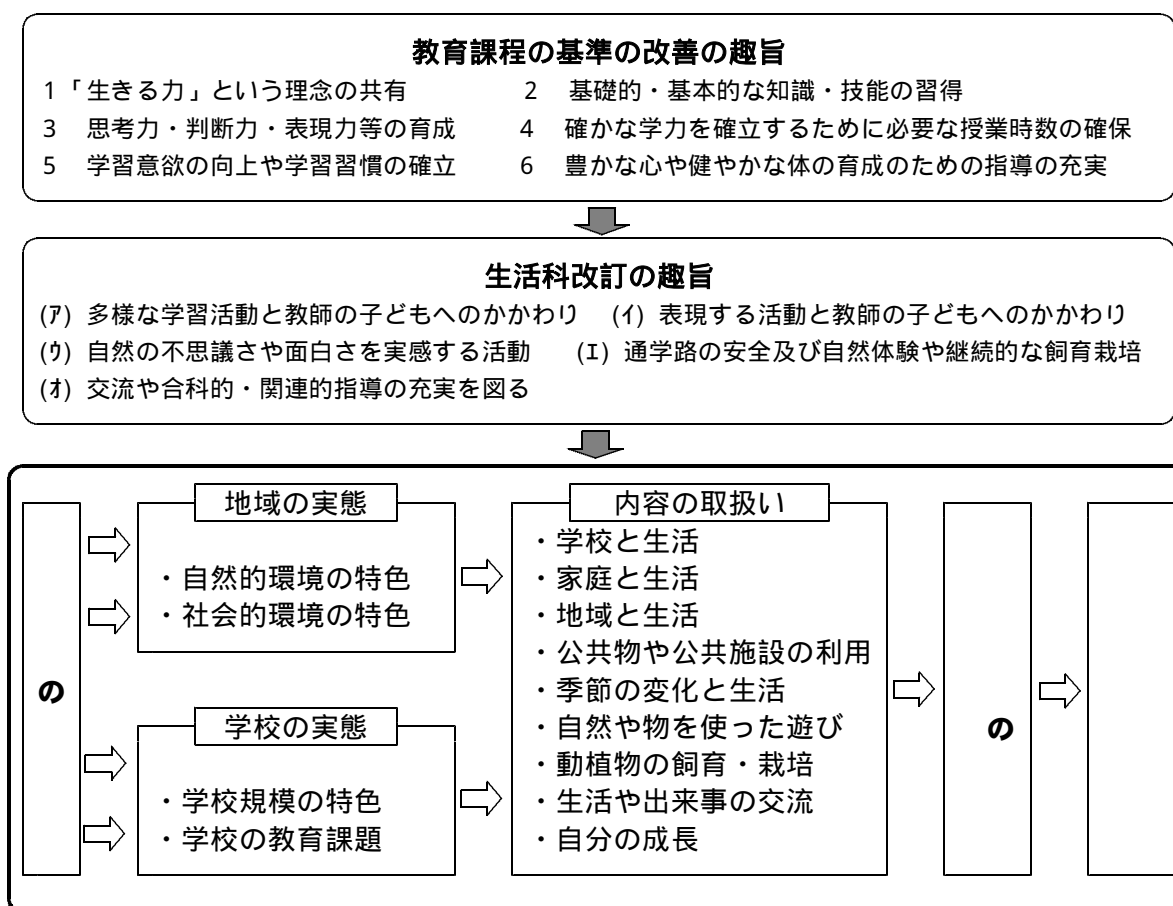 教育課程の基準の改善の趣旨
1「生きる力」という理念の共有 2 基礎的・基本的な知識・技能の習得
3 思考力・判断力・表現力等の育成 4 確かな学力を確立するために必要な授業時数の確保
5 学習意欲の向上や学習習慣の確立 6 豊かな心や健やかな体の育成のための指導の充実
生活科改訂の趣旨
(ｱ) 多様な学習活動と教師の子どもへのかかわり (ｲ) 表現する活動と教師の子どもへのかかわり
(ｳ) 自然の不思議さや面白さを実感する活動 (ｴ) 通学路の安全及び自然体験や継続的な飼育栽培
(ｵ) 交流や合科的・関連的指導の充実を図る
の
地域の実態
・自然的環境の特色
・社会的環境の特色
学校の実態
・学校規模の特色
・学校の教育課題
内容の取扱い
・学校と生活
・家庭と生活
・地域と生活
・公共物や公共施設の利用
・季節の変化と生活
・自然や物を使った遊び
・動植物の飼育・栽培
・生活や出来事の交流
・自分の成長
の